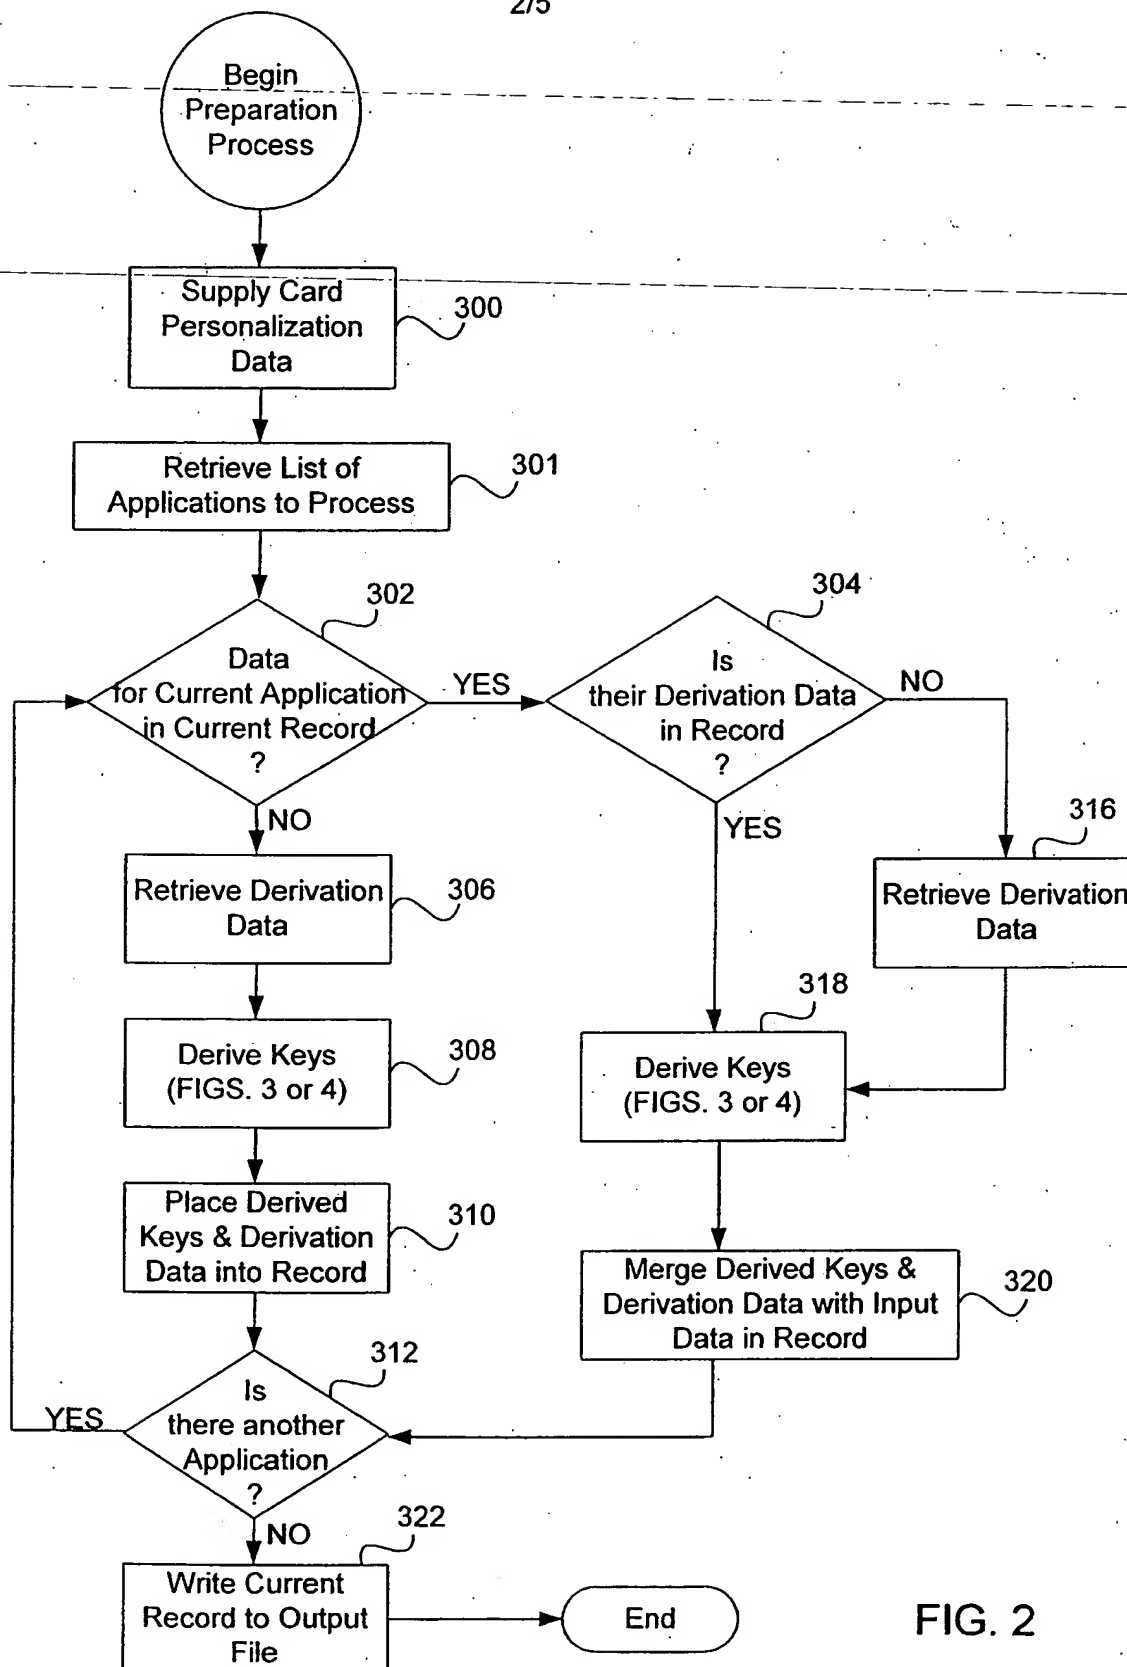 2/5
Begin
Preparation
Process
Supply Card
Personalization
Data
300
Retrieve List of
Applications to Process
301
302
Data
for Current Application
in Current Record
?
YES
NO
304
Is
their Derivation Data
in Record
?
NO
YES
316
Retrieve Derivation
Data
Retrieve Derivation
Data
306
318
Derive Keys
(FIGS. 3 or 4)
308
Derive Keys
(FIGS. 3 or 4)
Place Derived
Keys & Derivation
Data into Record
310
Merge Derived Keys &
Derivation Data with Input
Data in Record
320
312
Is
there another
Application
?
YES
NO
322
Write Current
Record to Output
File
End
FIG. 2